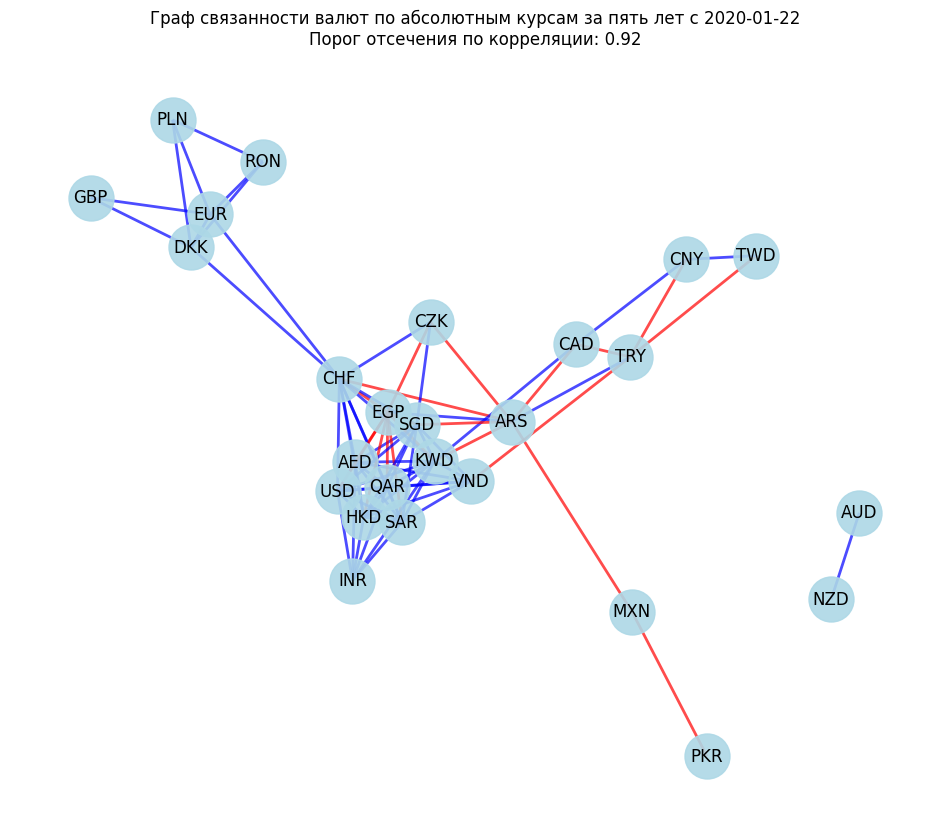 Граф связанности валют по абсолютным курсам за пять лет с 2020-01-22
Порог отсечения по корреляции: 0.92
PLN
RON
GBP
EUR
DKK
CNY
TWD
CZK
CAD
TRY
CHF
EGP
SGD
ARS
AED
KWD
QAR
VND
USD
HKD
SAR
AUD
INR
NZD
MXN
PKR